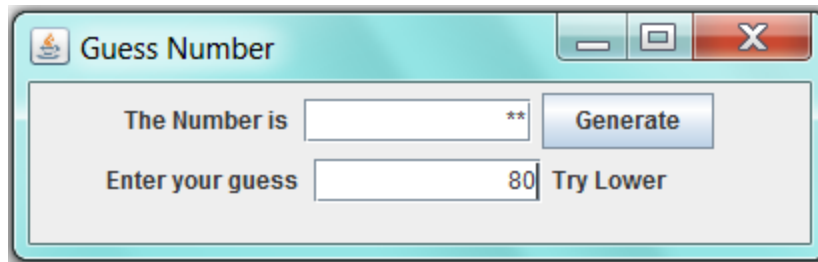 Guess Number
The Number is ** Generate
Enter your guess 80 Try Lower